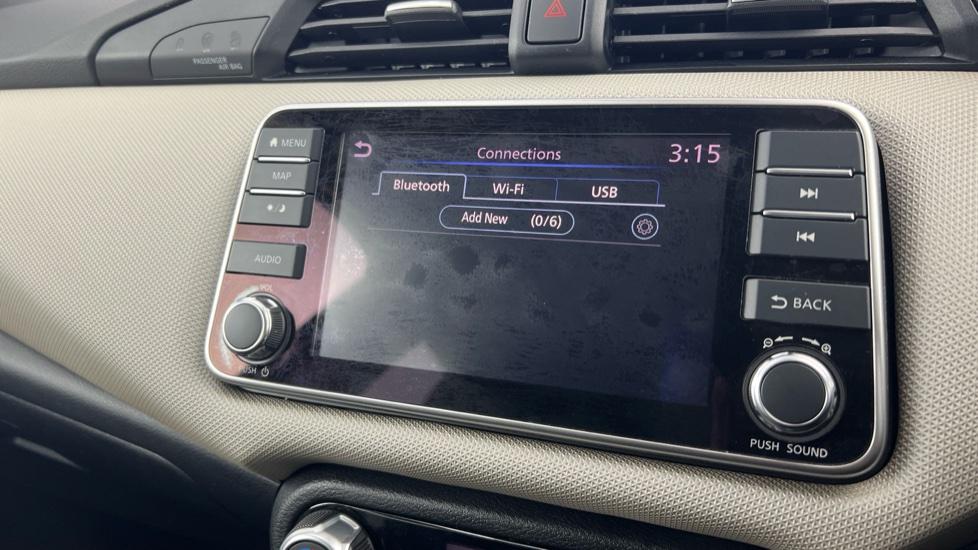 PASSENGER
AIR BAG
MENU
MAP
AUDIO
VOL
PUSH
Connections
3:15
Bluetooth
Wi-Fi
USB
Add New (0/6)
BACK
PUSH SOUND